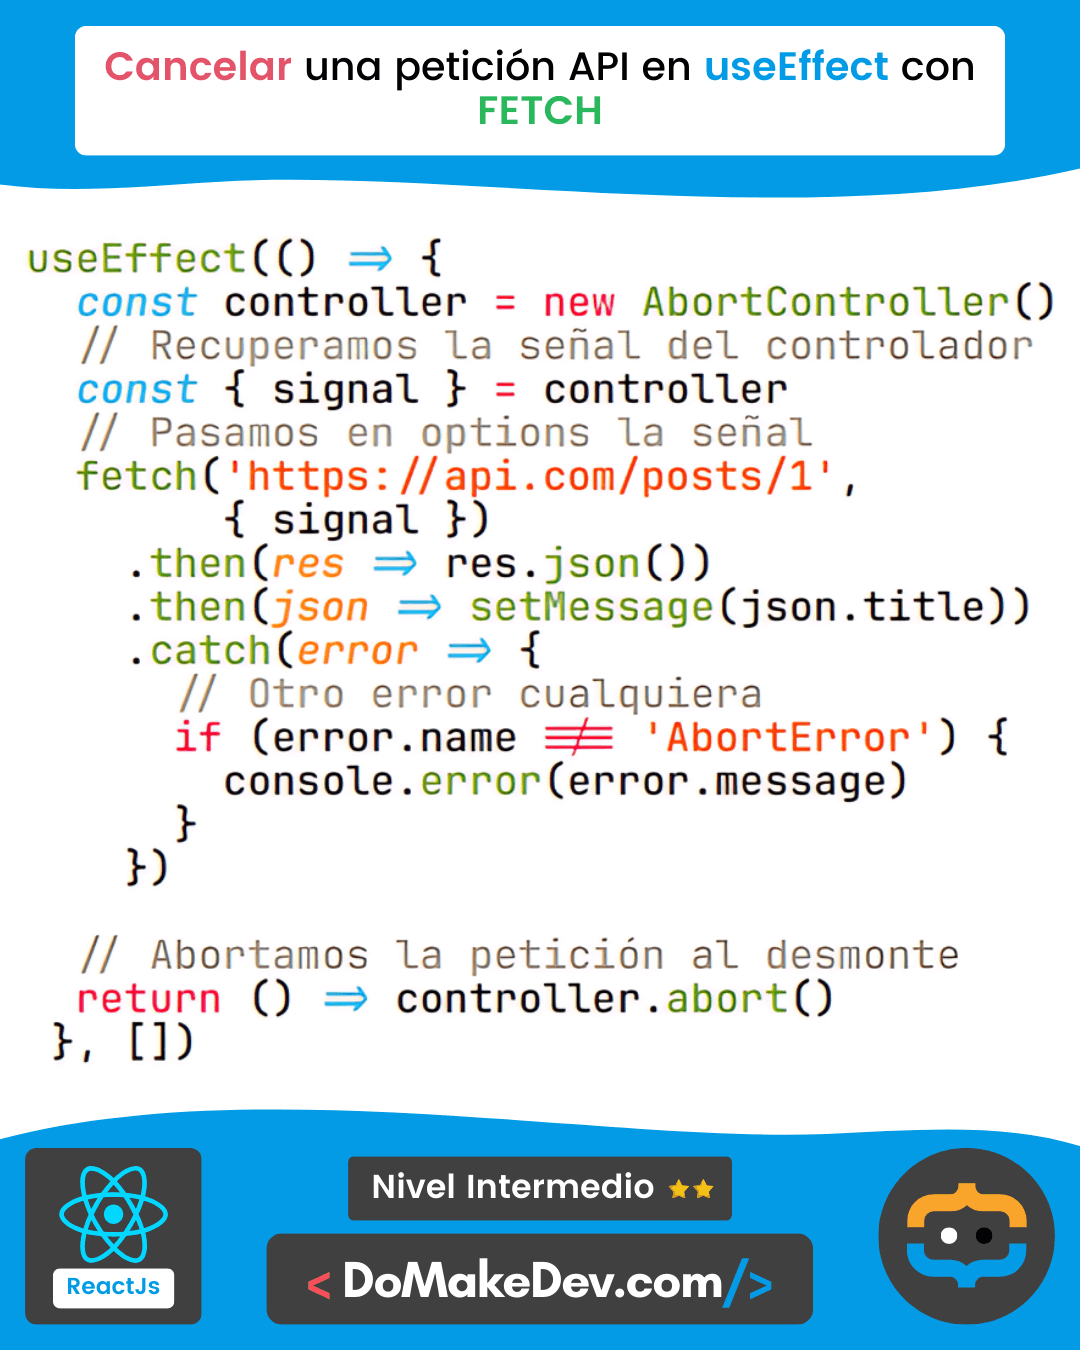 Cancelar una petición API en useEffect con
FETCH
useEffect(() => {
  const controller = new AbortController()
  // Recuperamos la señal del controlador
  const { signal } = controller
  // Pasamos en options la señal
  fetch('https://api.com/posts/1',
        { signal })
    .then(res => res.json())
    .then(json => setMessage(json.title))
    .catch(error => {
      // Otro error cualquiera
      if (error.name !== 'AbortError') {
        console.error(error.message)
      }
    })
  // Abortamos la petición al desmonte
  return () => controller.abort()
 }, [])
Nivel Intermedio
ReactJs
< DoMakeDev.com/>